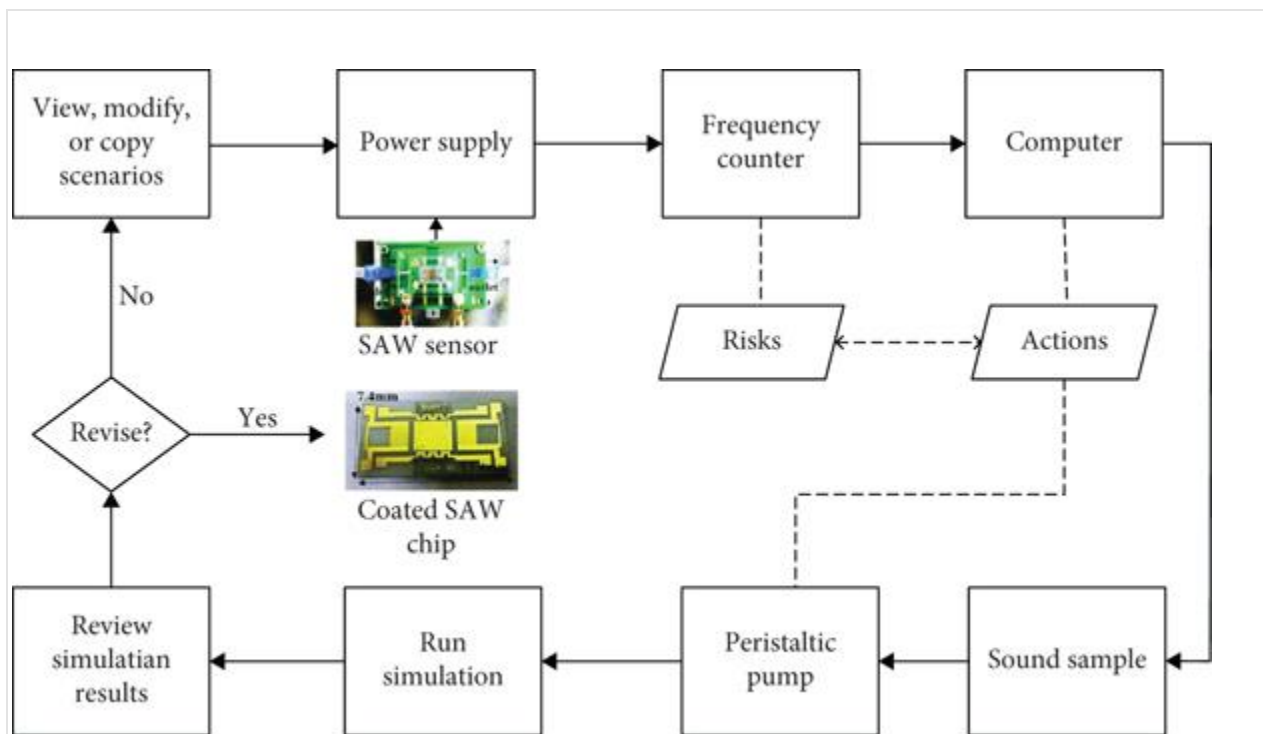 View, modify,
or copy
scenarios
Power supply
Frequency
counter
Computer
SAW sensor
No
Risks
Actions
Revise?
Yes
7.4mm
Coated SAW
chip
Review
simulatian
results
Run
simulation
Peristaltic
pump
Sound sample